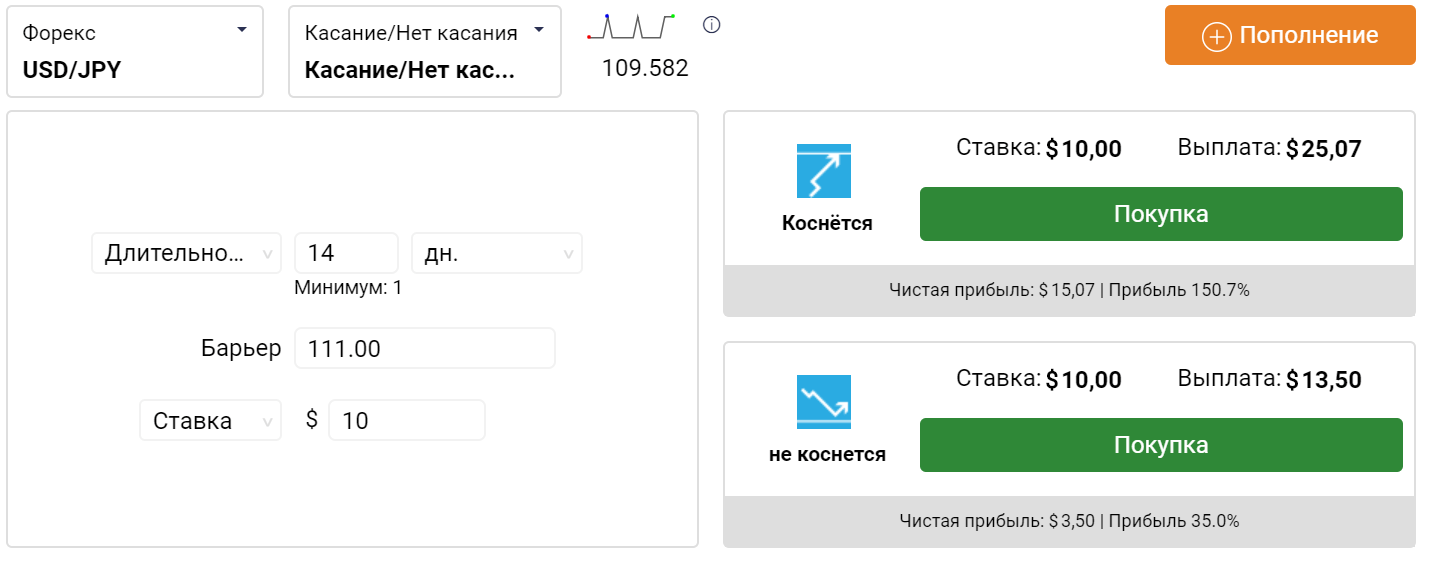 Форекс
USD/JPY
Касание/Нет касания
Касание/Нет кас...
109.582
Пополнение
Длительно...
14
дн.
Минимум: 1
Барьер
111.00
Ставка
$
10
Ставка: $10,00
Выплата: $25,07
Коснётся
Покупка
Чистая прибыль: $15,07 | Прибыль 150.7%
Ставка: $10,00
Выплата: $13,50
не коснется
Покупка
Чистая прибыль: $3,50 | Прибыль 35.0%